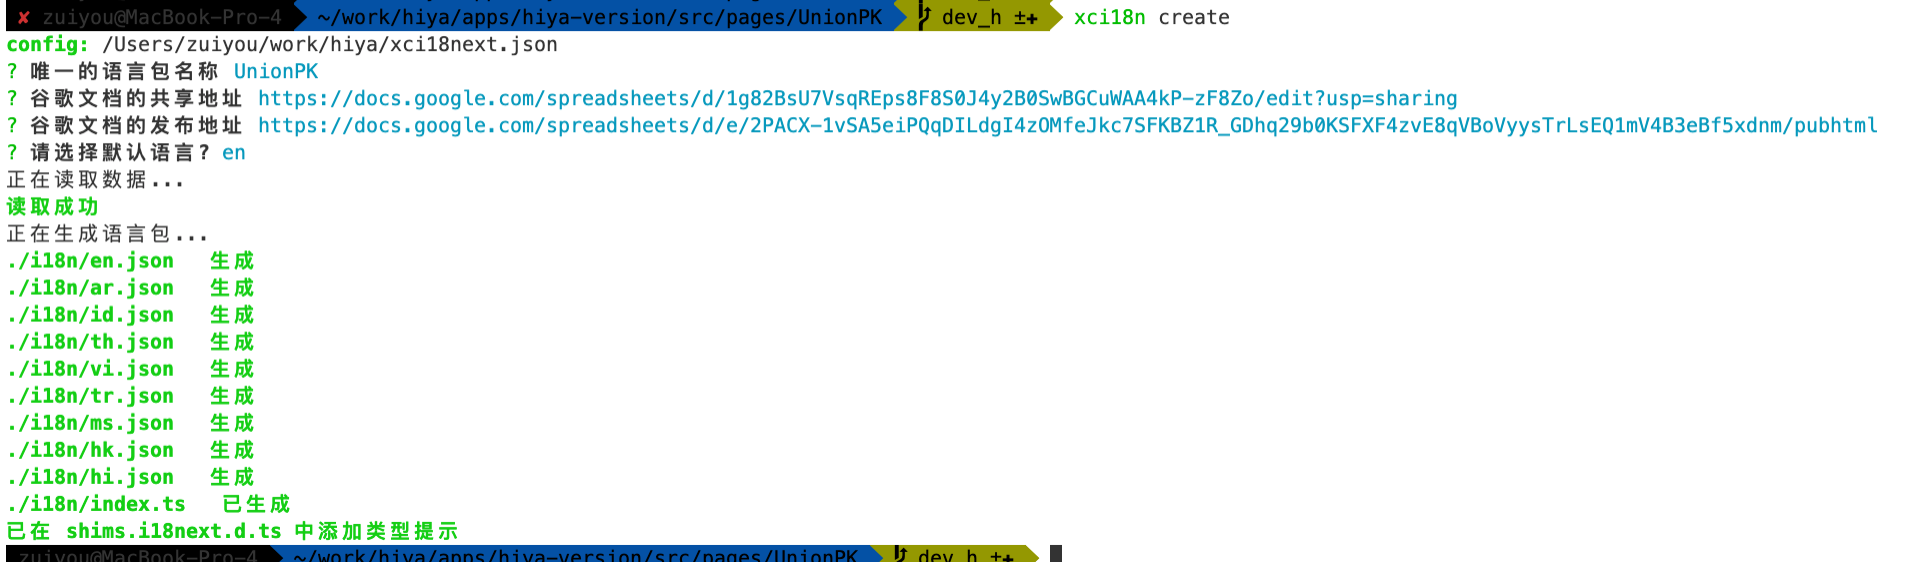 ✘ zuiyou@MacBook-Pro-4 ~/work/hiya/apps/hiya-version/src/pages/UnionPK dev_h ±✚ xci18n create
config: /Users/zuiyou/work/hiya/xci18next.json
? 唯一的语言包名称 UnionPK
? 谷歌文档的共享地址 https://docs.google.com/spreadsheets/d/1g82BsU7VsqREps8F8S0J4y2B0SwBGCuWAA4kP-zF8Zo/edit?usp=sharing
? 谷歌文档的发布地址 https://docs.google.com/spreadsheets/d/e/2PACX-1vSA5eiPQqDILdgI4zOMfeJkc7SFKBZ1R_GDhq29b0KSFXF4zvE8qVBoVyysTrLsEQ1mV4B3eBf5xdnm/pubhtml
? 请选择默认语言? en
正在读取数据...
读取成功
正在生成语言包...
./i18n/en.json 生成
./i18n/ar.json 生成
./i18n/id.json 生成
./i18n/th.json 生成
./i18n/vi.json 生成
./i18n/tr.json 生成
./i18n/ms.json 生成
./i18n/hk.json 生成
./i18n/hi.json 生成
./i18n/index.ts 已生成
已在 shims.i18next.d.ts 中添加类型提示
zuiyou@MacBook-Pro-4 ~/work/hiya/apps/hiya-version/src/pages/UnionPK dev_h ±✚